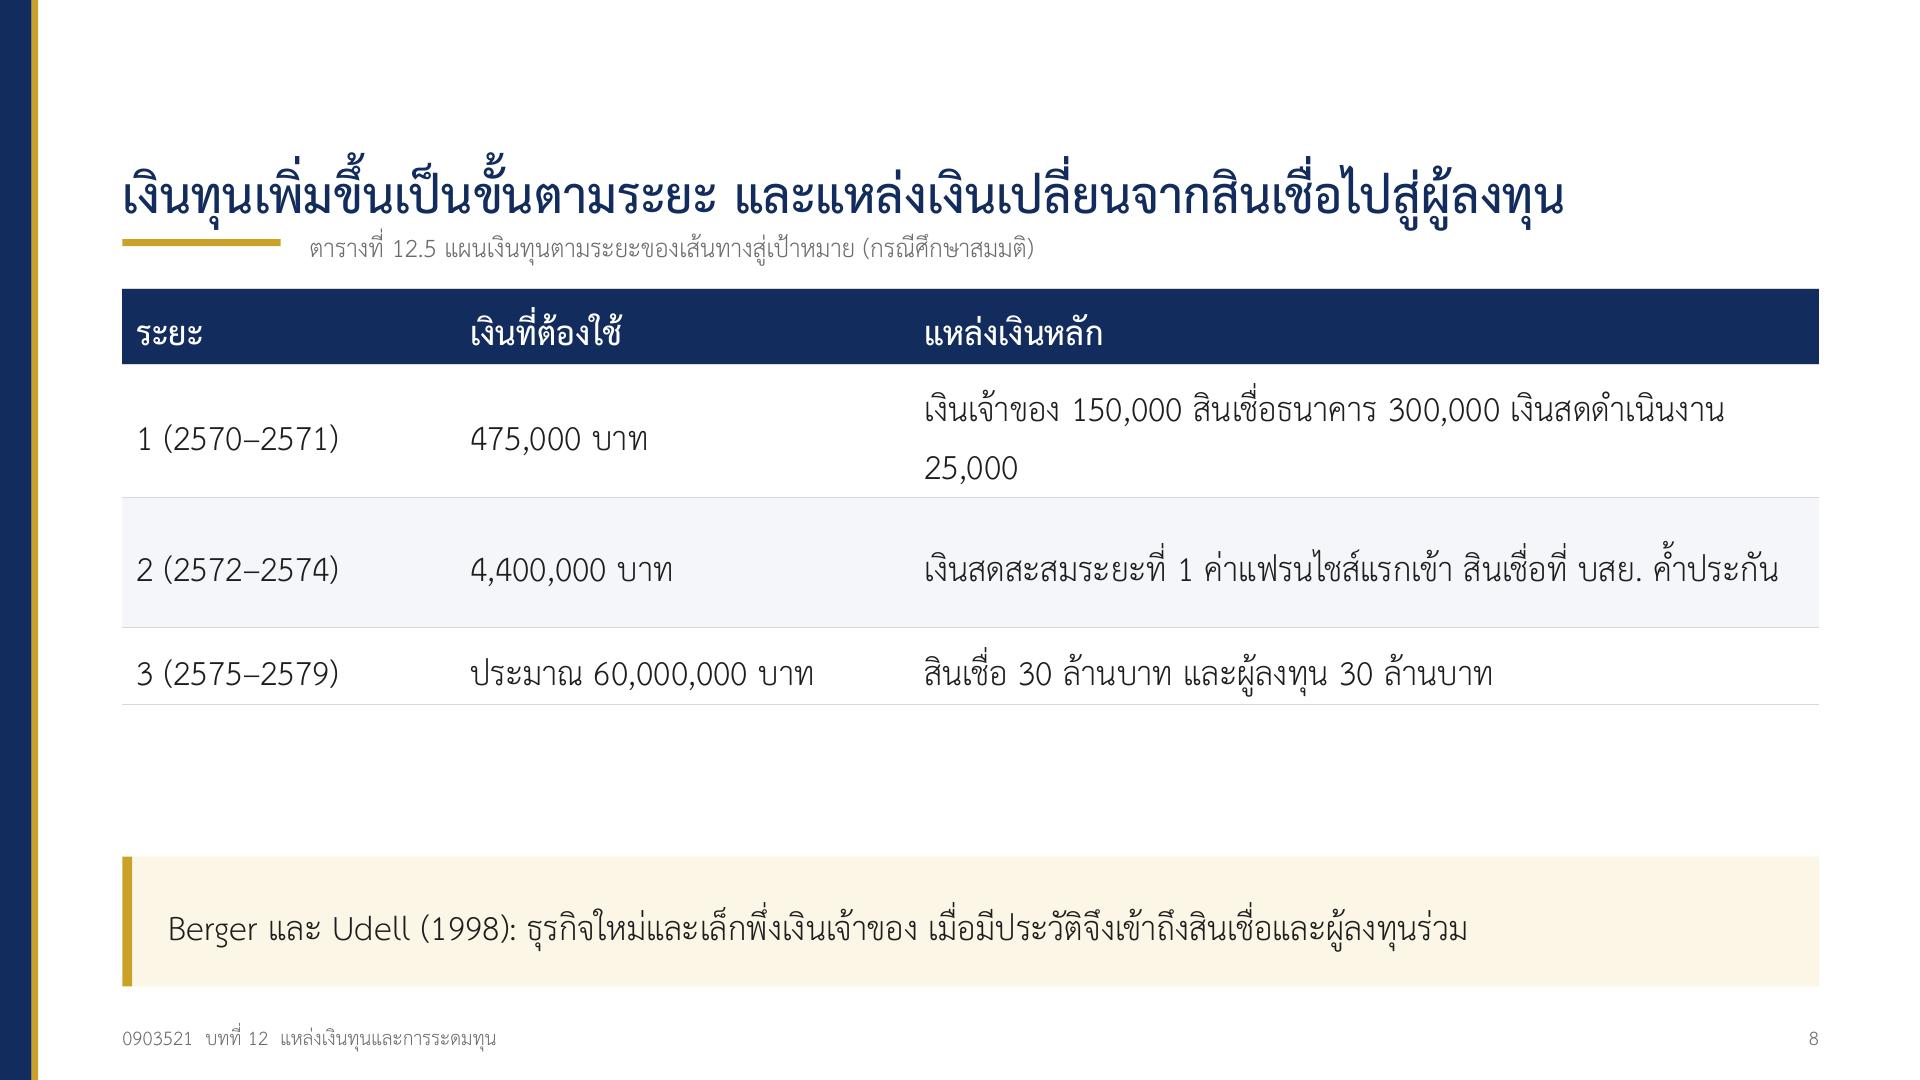 เงินทุนเพิ่มขึ้นเป็นขั้นตามระยะ และแหล่งเงินเปลี่ยนจากสินเชื่อไปสู่ผู้ลงทุน
ตารางที่ 12.5 แผนเงินทุนตามระยะของเส้นทางสู่เป้าหมาย (กรณีศึกษาสมมติ)
ระยะ เงินที่ต้องใช้ แหล่งเงินหลัก
1 (2570–2571) 475,000 บาท เงินเจ้าของ 150,000 สินเชื่อธนาคาร 300,000 เงินสดดำเนินงาน
25,000
2 (2572–2574) 4,400,000 บาท เงินสดสะสมระยะที่ 1 ค่าแฟรนไชส์แรกเข้า สินเชื่อที่ บสย. ค้ำประกัน
3 (2575–2579) ประมาณ 60,000,000 บาท สินเชื่อ 30 ล้านบาท และผู้ลงทุน 30 ล้านบาท
Berger และ Udell (1998): ธุรกิจใหม่และเล็กพึ่งเงินเจ้าของ เมื่อมีประวัติจึงเข้าถึงสินเชื่อและผู้ลงทุนร่วม
0903521 บทที่ 12 แหล่งเงินทุนและการระดมทุน 8